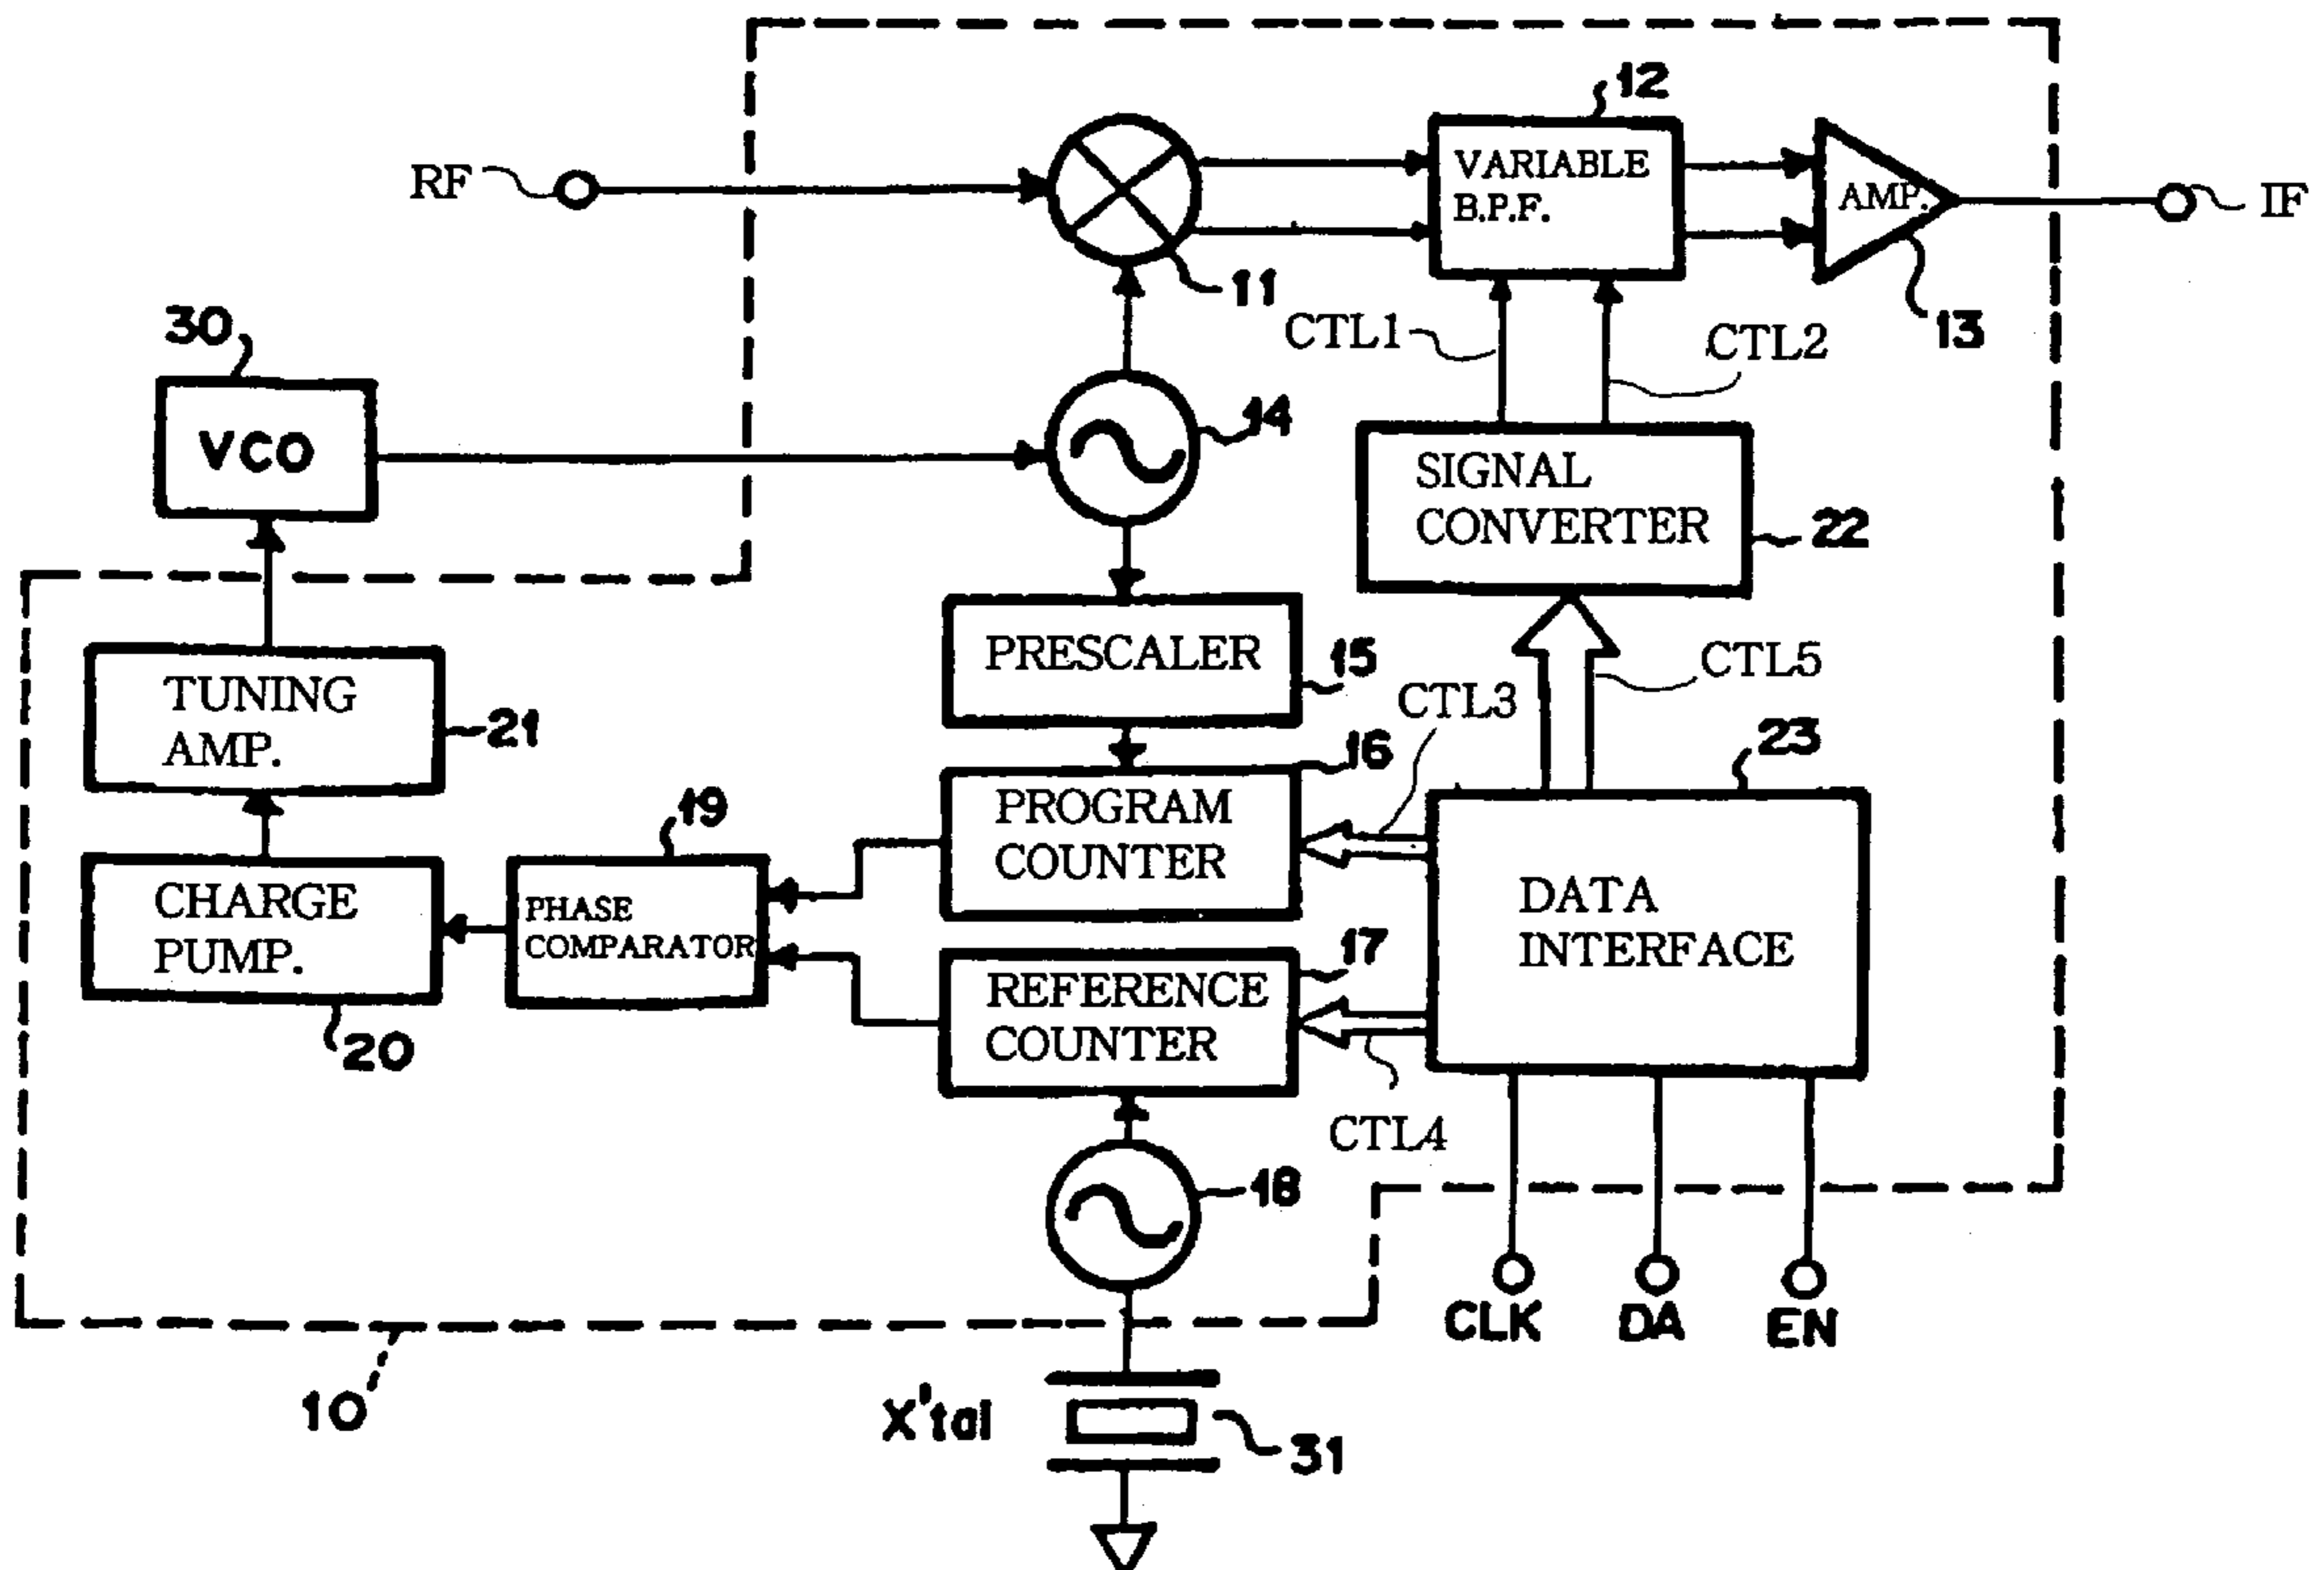 12
VARIABLE
B.P.F.
AMP.
RF
IF
11
13
CTL1
CTL2
30
VCO
14
SIGNAL
CONVERTER
22
PRESCALER
15
CTL5
CTL3
TUNING
AMP.
21
16
23
PROGRAM
COUNTER
19
CHARGE
PUMP.
PHASE
COMPARATOR
DATA
INTERFACE
17
REFERENCE
COUNTER
20
CTL4
18
CLK
DA
EN
10
X'tal
31